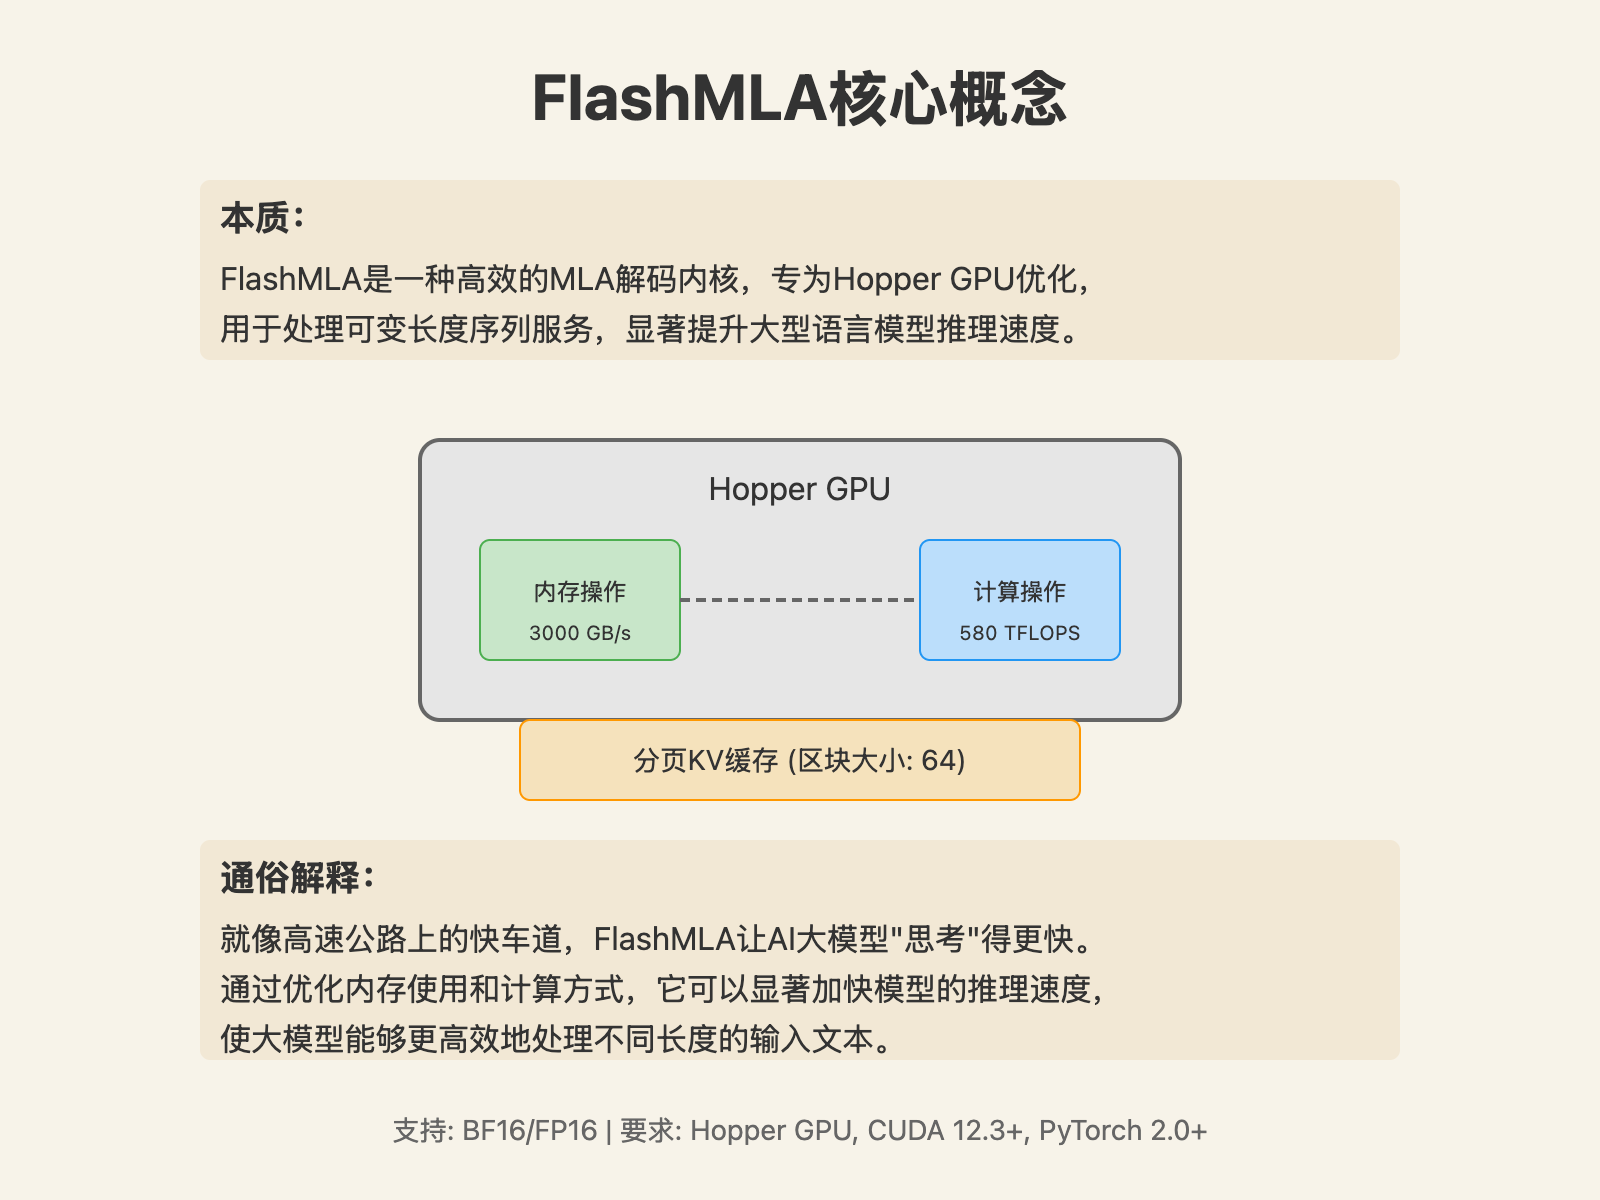 FlashMLA核心概念
本质：
FlashMLA是一种高效的MLA解码内核，专为Hopper GPU优化，
用于处理可变长度序列服务，显著提升大型语言模型推理速度。
Hopper GPU
内存操作
3000 GB/s
计算操作
580 TFLOPS
分页KV缓存 (区块大小: 64)
通俗解释：
就像高速公路上的快车道，FlashMLA让AI大模型"思考"得更快。
通过优化内存使用和计算方式，它可以显著加快模型的推理速度，
使大模型能够更高效地处理不同长度的输入文本。
支持: BF16/FP16 | 要求: Hopper GPU, CUDA 12.3+, PyTorch 2.0+